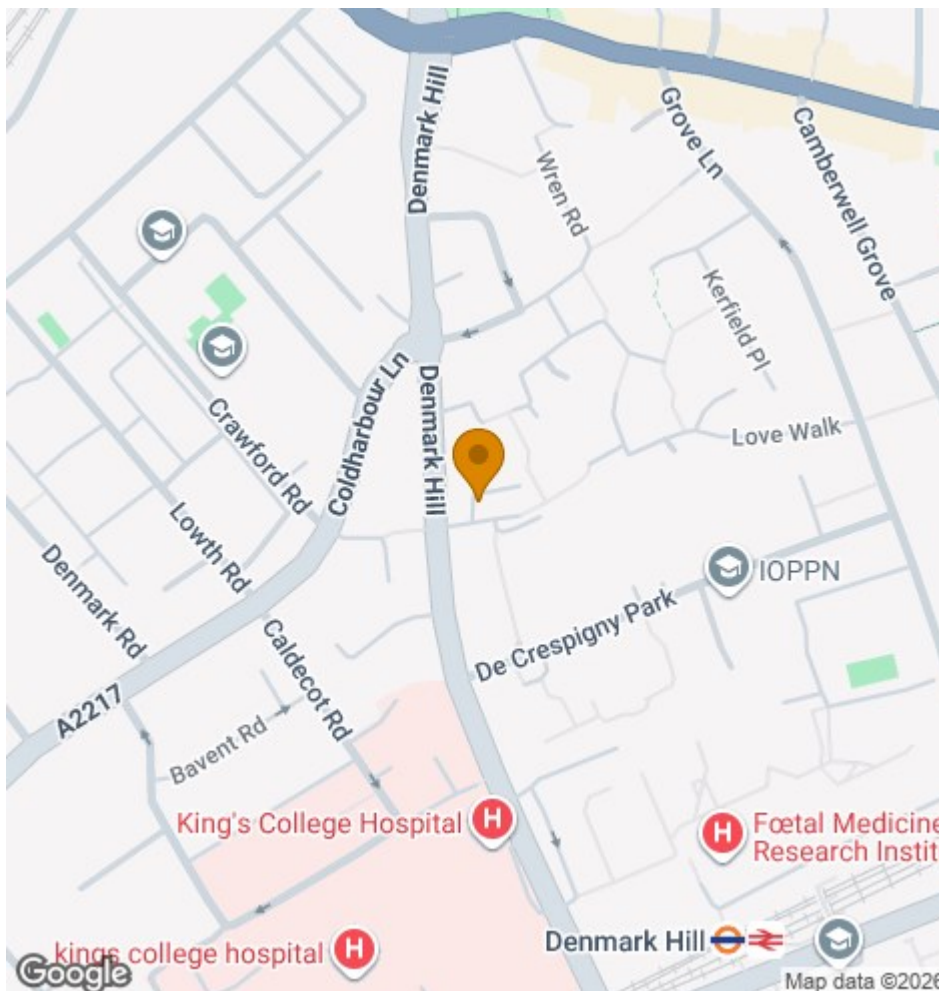 Denmark Hill
Grove Ln
Camberwell Grove
Wren Rd
Kerfield Pl
Coldharbour Ln
Denmark Hill
Love Walk
Crawford Rd
Lowth Rd
Denmark Rd
IOPPN
De Crespigny Park
Caldecot Rd
A2217
Bavent Rd
King's College Hospital
H
H
Fœtal Medicine
Research Instit
Denmark Hill
kings college hospital
H
Google
Map data ©2026